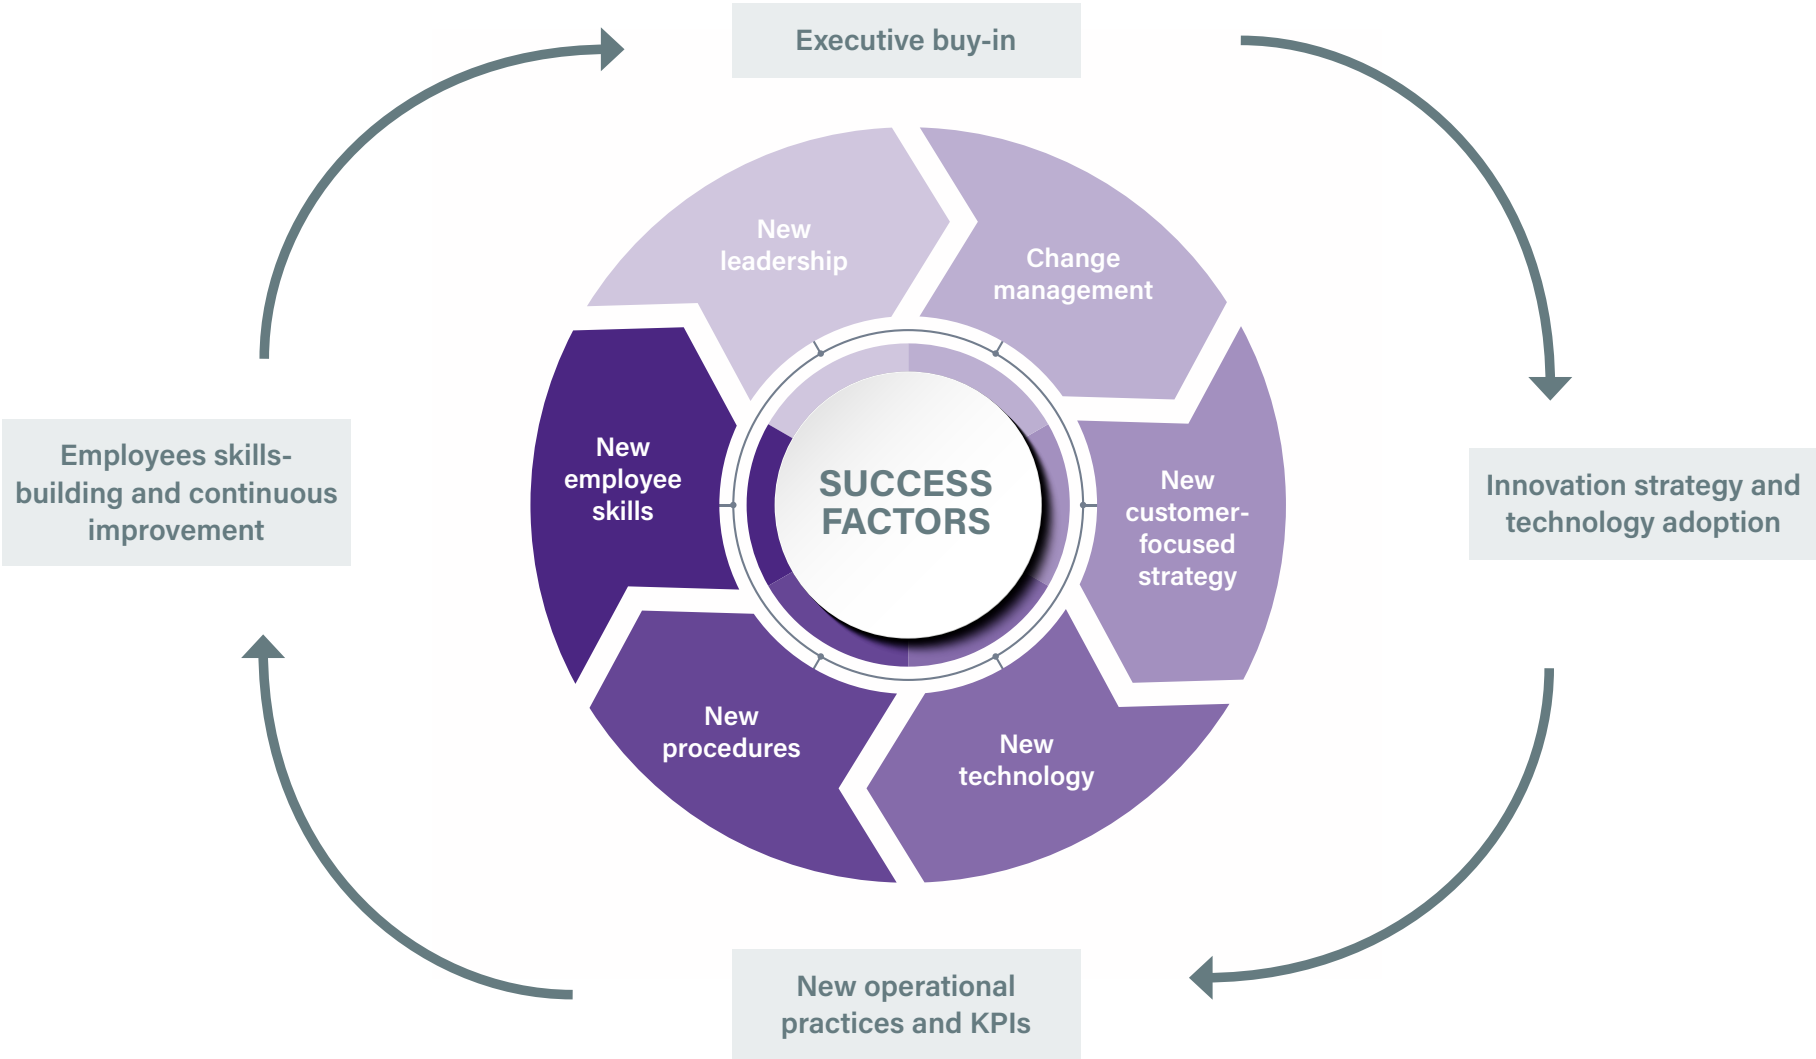 Executive buy-in
New
leadership
Change
management
Employees skills-
building and continuous
improvement
New
employee
skills
SUCCESS
FACTORS
New
customer-
focused
strategy
Innovation strategy and
technology adoption
New
procedures
New
technology
New operational
practices and KPIs